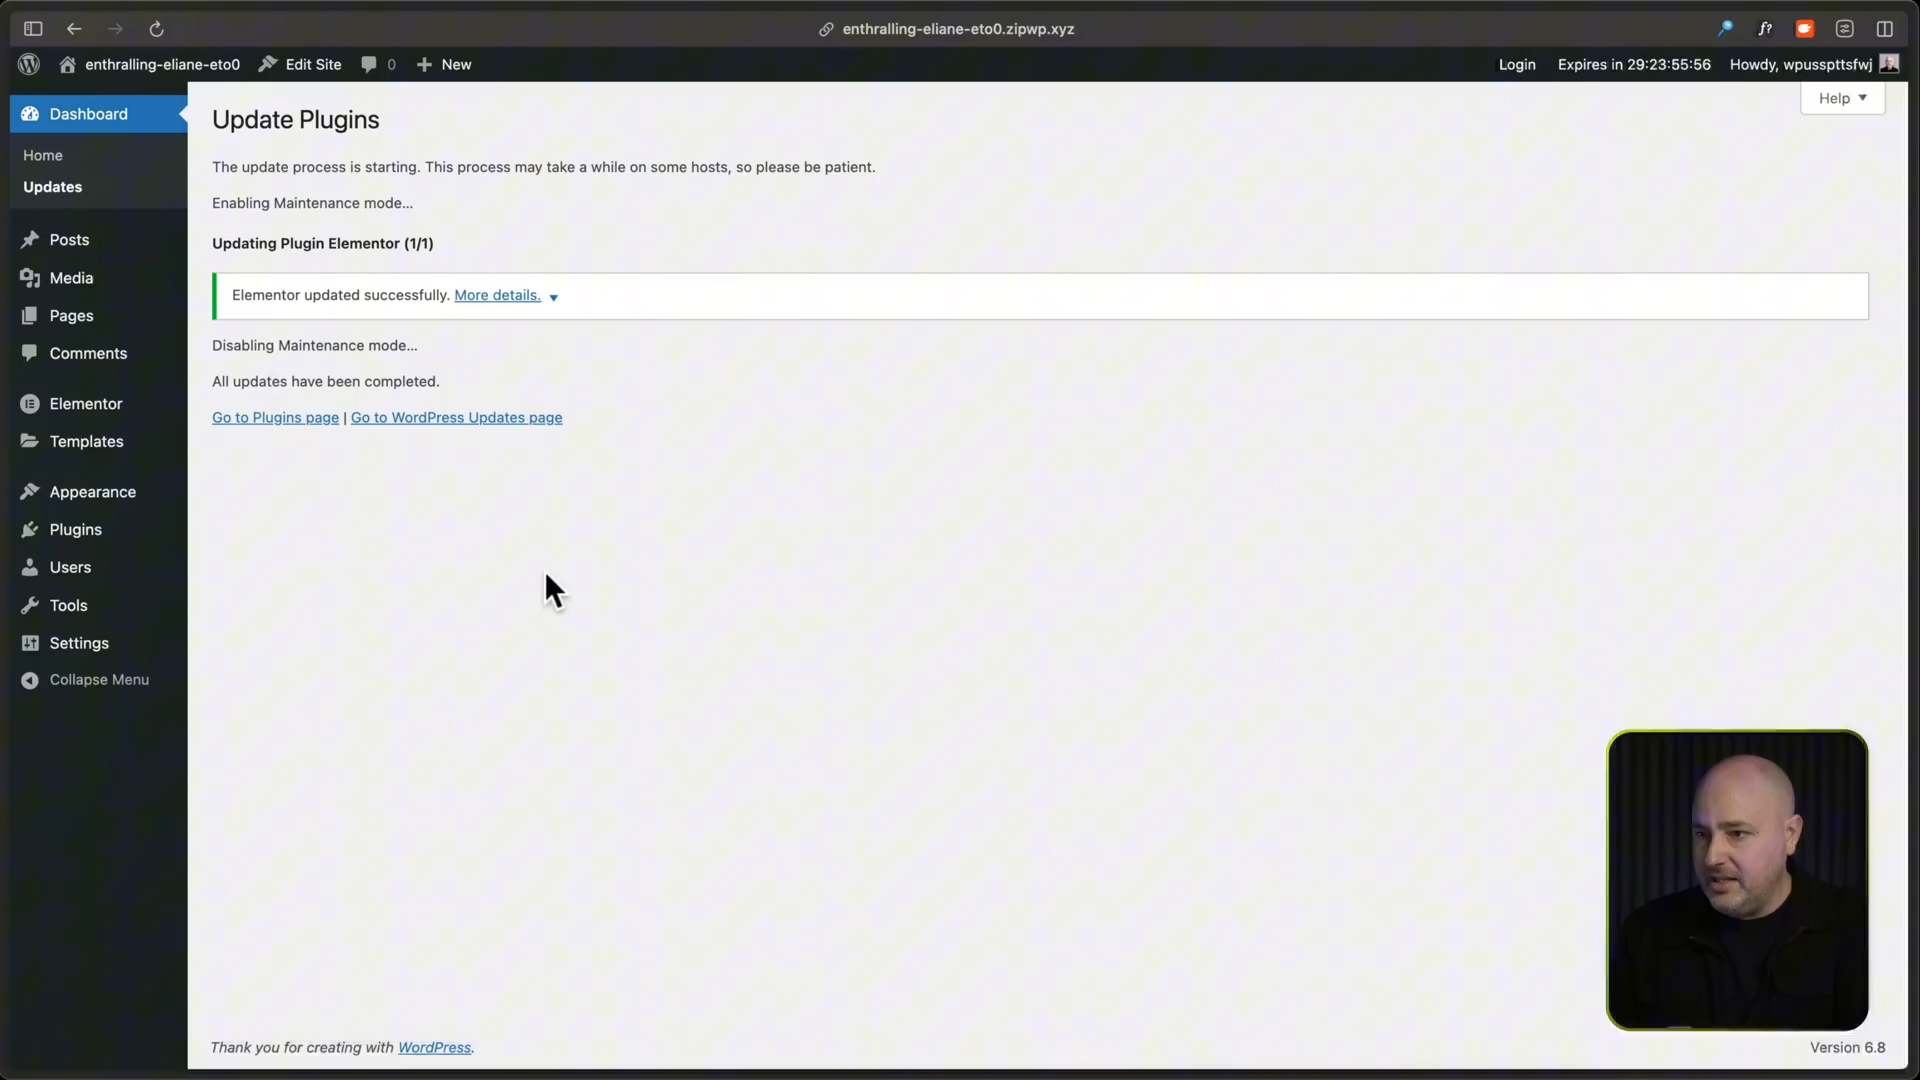 enthralling-eliane-eto0.zipwp.xyz
f?
enthralling-eliane-eto0
Edit Site
0
New
Login
Expires in 29:23:55:56
Howdy, wpusspttsfwj
Help
Dashboard
Home
Updates
Posts
Media
Pages
Comments
Elementor
Templates
Appearance
Plugins
Users
Tools
Settings
Collapse Menu
Update Plugins
The update process is starting. This process may take a while on some hosts, so please be patient.
Enabling Maintenance mode…
Updating Plugin Elementor (1/1)
Elementor updated successfully. More details.
Disabling Maintenance mode…
All updates have been completed.
Go to Plugins page | Go to WordPress Updates page
Thank you for creating with WordPress.
Version 6.8